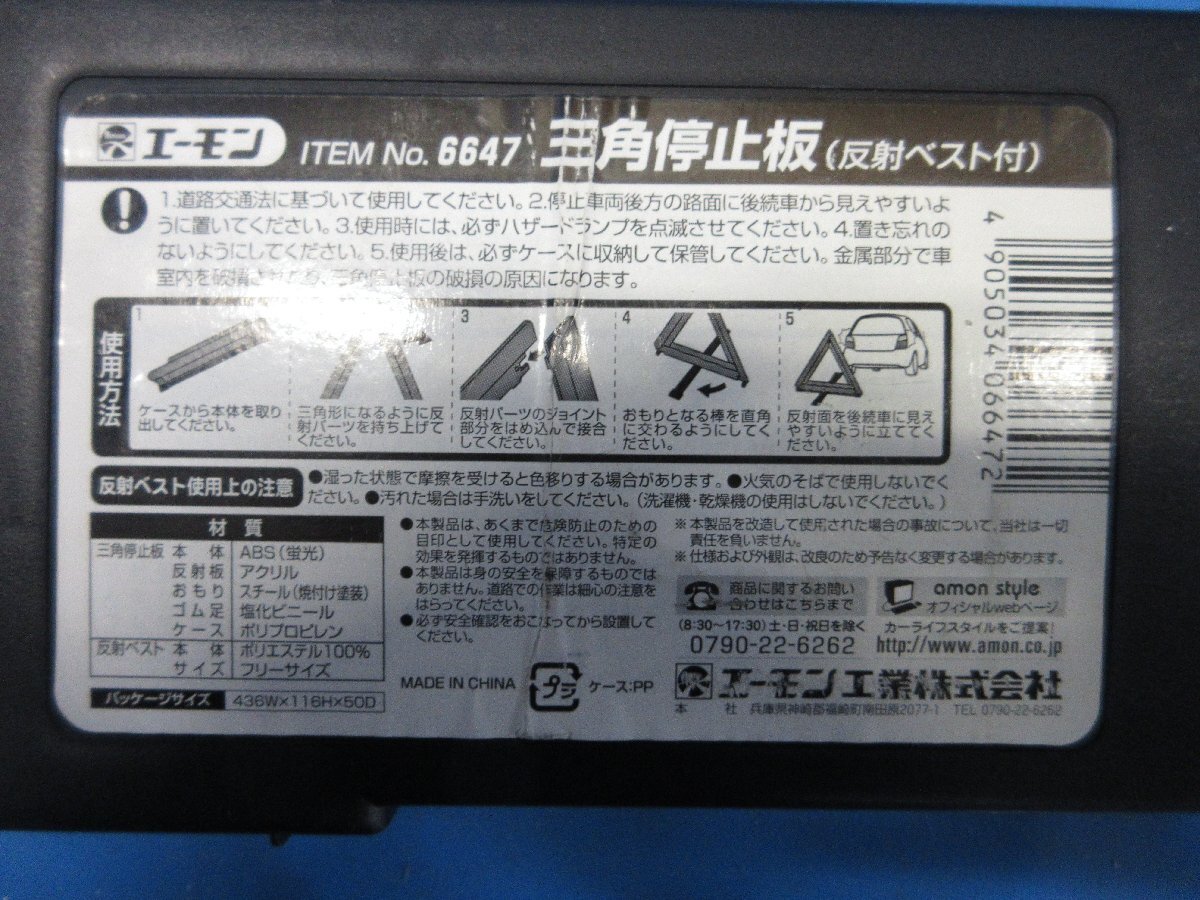 エーモン ITEM No. 6647 三角停止板(反射ベスト付)
1.道路交通法に基づいて使用してください。2.停止車両後方の路面に後続車から見えやすいよ
うに置いてください。3.使用時には、必ずハザードランプを点滅させてください。4.置き忘れの
ないようにしてください。5.使用後は、必ずケースに収納して保管してください。金属部分で車
室内を破損させたり、三角停止板の破損の原因になります。
4 905034 066472
使用方法
1
ケースから本体を取り
出してください。
三角形になるように反
射パーツを持ち上げて
ください。
3
反射パーツのジョイント
部分をはめ込んで接合
してください。
4
おもりとなる棒を直角
に交わるようにしてく
ださい。
5
反射面を後続車に見え
やすいように立ててく
ださい。
反射ベスト使用上の注意
●湿った状態で摩擦を受けると色移りする場合があります。●火気のそばで使用しないでく
ださい。●汚れた場合は手洗いをしてください。(洗濯機・乾燥機の使用はしないでください。)
材質
三角停止板 本体 ABS(蛍光)
反射板 アクリル
おもり スチール(焼付け塗装)
ゴム足 塩化ビニール
ケース ポリプロピレン
反射ベスト 本体 ポリエステル100%
サイズ フリーサイズ
パッケージサイズ 436W×116H×50D
●本製品は、あくまで危険防止のための
目印として使用してください。特定の
効果を発揮するものではありません。
●本製品は身の安全を保障するものでは
ありません。道路での作業は細心の注意を
はらってください。
●必ず安全確認をおこなってから設置して
ください。
MADE IN CHINA
プラ
ケース:PP
※本製品を改造して使用された場合の事故について、当社は一切
責任を負いません。
※仕様および外観は、改良のため予告なく変更する場合があります。
商品に関するお問い
合わせはこちらまで
(8:30〜17:30)土・日・祝日を除く
0790-22-6262
amon style
オフィシャルwebページ
カーライフスタイルをご提案!
http://www.amon.co.jp
エーモン工業株式会社
本社 兵庫県神崎郡福崎町南田原2077-1 TEL 0790-22-6262